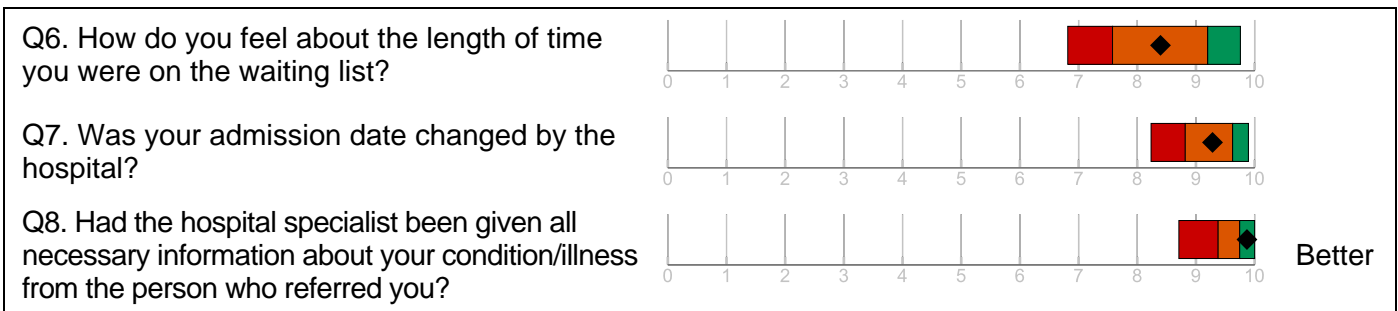 Q6. How do you feel about the length of time
you were on the waiting list?
0 1 2 3 4 5 6 7 8 9 10
Q7. Was your admission date changed by the
hospital?
0 1 2 3 4 5 6 7 8 9 10
Q8. Had the hospital specialist been given all
necessary information about your condition/illness
from the person who referred you?
0 1 2 3 4 5 6 7 8 9 10
Better